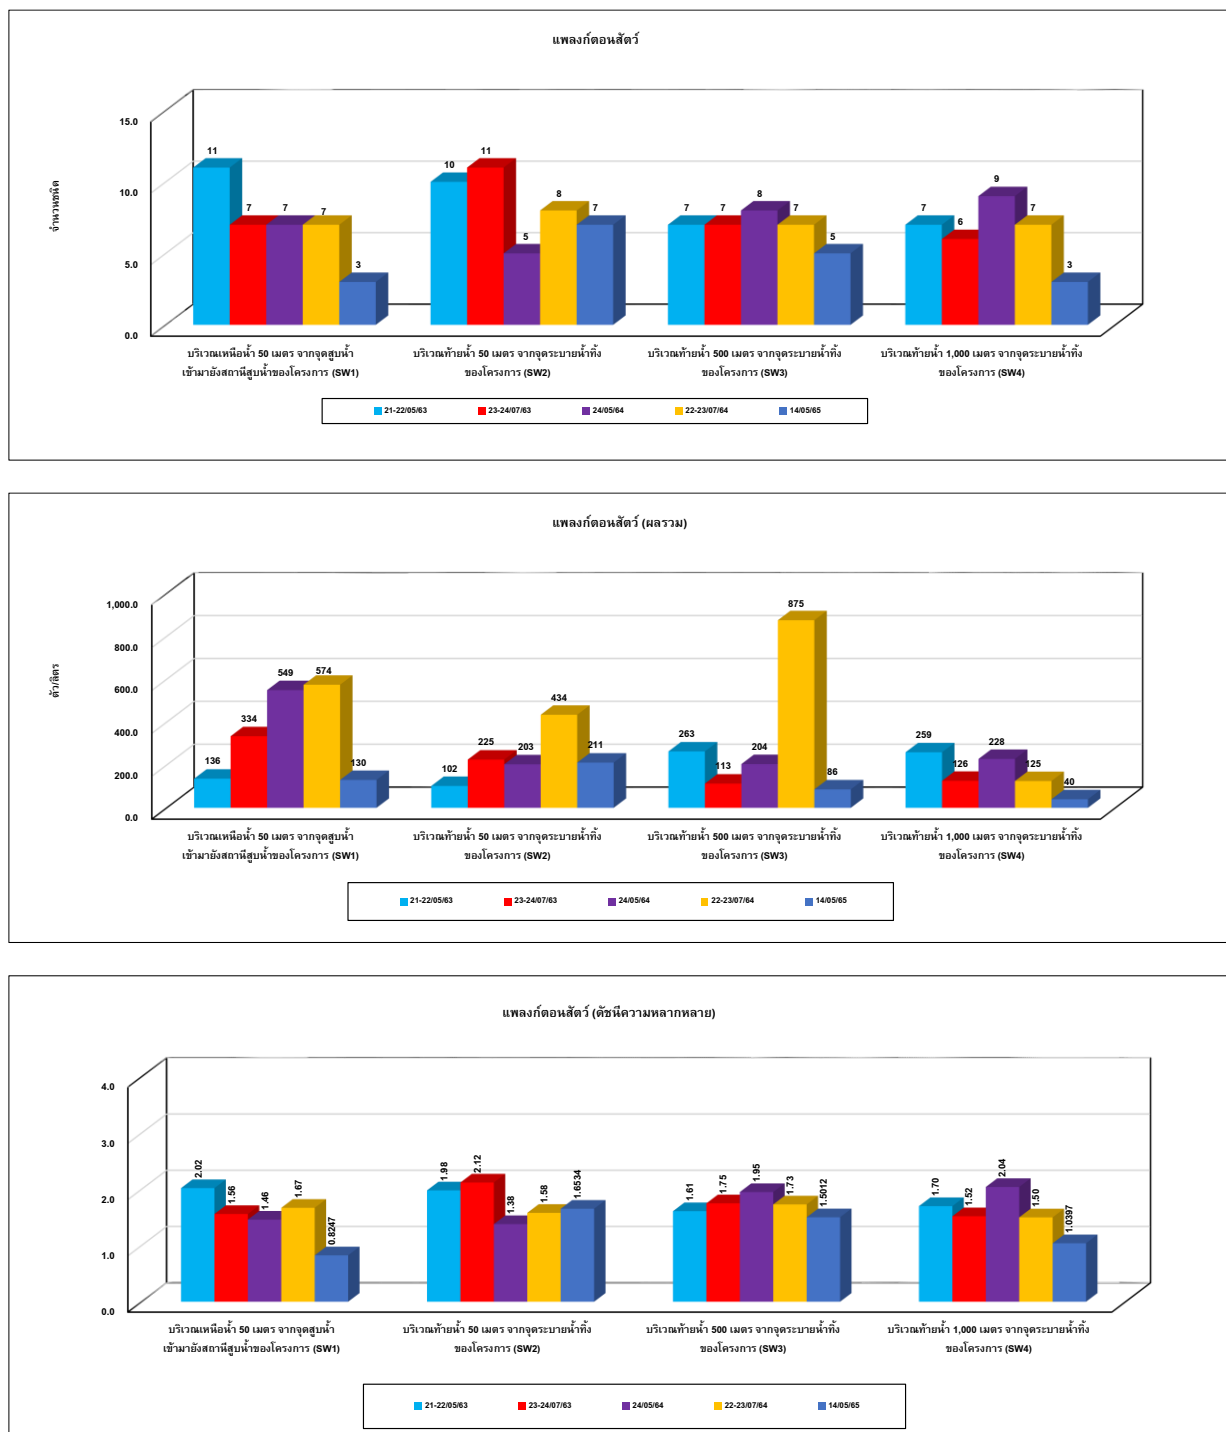 แพลงก์ตอนสัตว์
จำนวนชนิด
15.0
10.0
5.0
0.0
11 7 7 7 3
10 11 5 8 7
7 7 8 7 5
7 6 9 7 3
บริเวณเหนือน้ำ 50 เมตร จากจุดสูบน้ำ
เข้ามายังสถานีสูบน้ำของโครงการ (SW1)
บริเวณท้ายน้ำ 50 เมตร จากจุดระบายน้ำทิ้ง
ของโครงการ (SW2)
บริเวณท้ายน้ำ 500 เมตร จากจุดระบายน้ำทิ้ง
ของโครงการ (SW3)
บริเวณท้ายน้ำ 1,000 เมตร จากจุดระบายน้ำทิ้ง
ของโครงการ (SW4)
21-22/05/63 23-24/07/63 24/05/64 22-23/07/64 14/05/65
แพลงก์ตอนสัตว์ (ผลรวม)
ตัว/ลิตร
1,000.0
800.0
600.0
400.0
200.0
0.0
136 334 549 574 130
102 225 203 434 211
263 113 204 875 86
259 126 228 125 40
บริเวณเหนือน้ำ 50 เมตร จากจุดสูบน้ำ
เข้ามายังสถานีสูบน้ำของโครงการ (SW1)
บริเวณท้ายน้ำ 50 เมตร จากจุดระบายน้ำทิ้ง
ของโครงการ (SW2)
บริเวณท้ายน้ำ 500 เมตร จากจุดระบายน้ำทิ้ง
ของโครงการ (SW3)
บริเวณท้ายน้ำ 1,000 เมตร จากจุดระบายน้ำทิ้ง
ของโครงการ (SW4)
21-22/05/63 23-24/07/63 24/05/64 22-23/07/64 14/05/65
แพลงก์ตอนสัตว์ (ดัชนีความหลากหลาย)
4.0
3.0
2.0
1.0
0.0
2.02 1.56 1.46 1.67 0.8247
1.98 2.12 1.38 1.58 1.6534
1.61 1.75 1.95 1.73 1.5012
1.70 1.52 2.04 1.50 1.0397
บริเวณเหนือน้ำ 50 เมตร จากจุดสูบน้ำ
เข้ามายังสถานีสูบน้ำของโครงการ (SW1)
บริเวณท้ายน้ำ 50 เมตร จากจุดระบายน้ำทิ้ง
ของโครงการ (SW2)
บริเวณท้ายน้ำ 500 เมตร จากจุดระบายน้ำทิ้ง
ของโครงการ (SW3)
บริเวณท้ายน้ำ 1,000 เมตร จากจุดระบายน้ำทิ้ง
ของโครงการ (SW4)
21-22/05/63 23-24/07/63 24/05/64 22-23/07/64 14/05/65